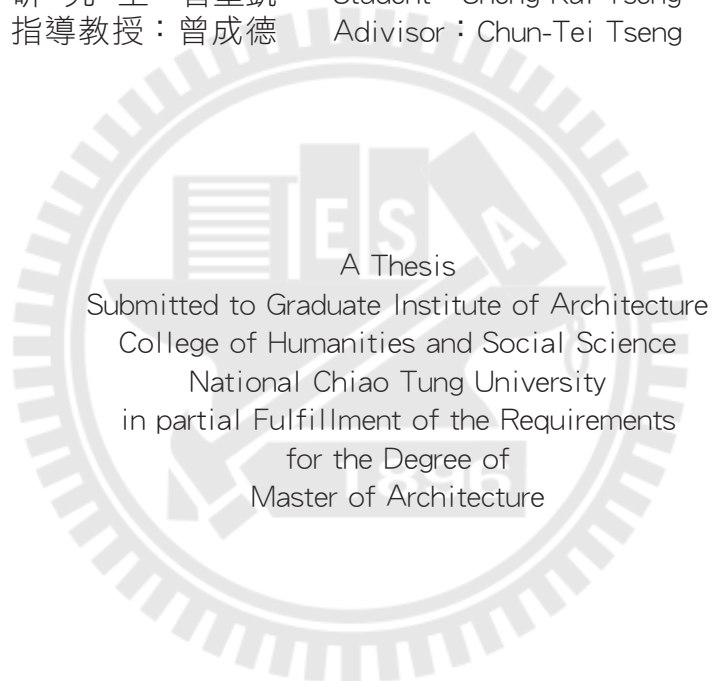 指導教授：曾成德 Adivisor：Chun-Tei Tseng
ESA
A Thesis
Submitted to Graduate Institute of Architecture
College of Humanities and Social Science
National Chiao Tung University
in partial Fulfillment of the Requirements
for the Degree of
1896
Master of Architecture